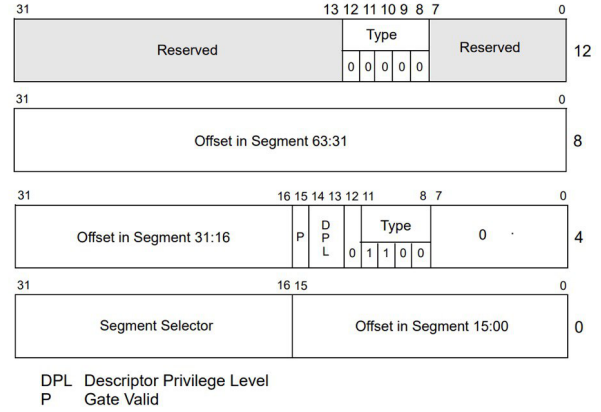 31 13 12 11 10 9 8 7 0
Type
Reserved Reserved 12
0 0 0 0 0
31 0
Offset in Segment 63:31 8
31 16 15 14 13 12 11 8 7 0
Offset in Segment 31:16 P D P L 0 Type 0 . 4
1 1 0 0
31 16 15 0
Segment Selector Offset in Segment 15:00 0
DPL Descriptor Privilege Level
P Gate Valid